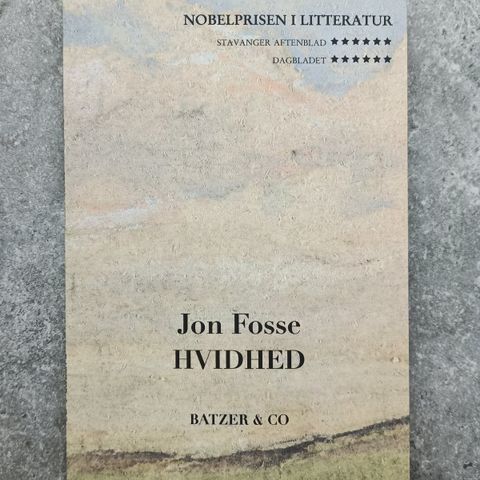 NOBELPRISEN I LITTERATUR
STAVANGER AFTENBLAD ★★★★★★
DAGBLADET ★★★★★★
Jon Fosse
HVIDHED
BATZER & CO